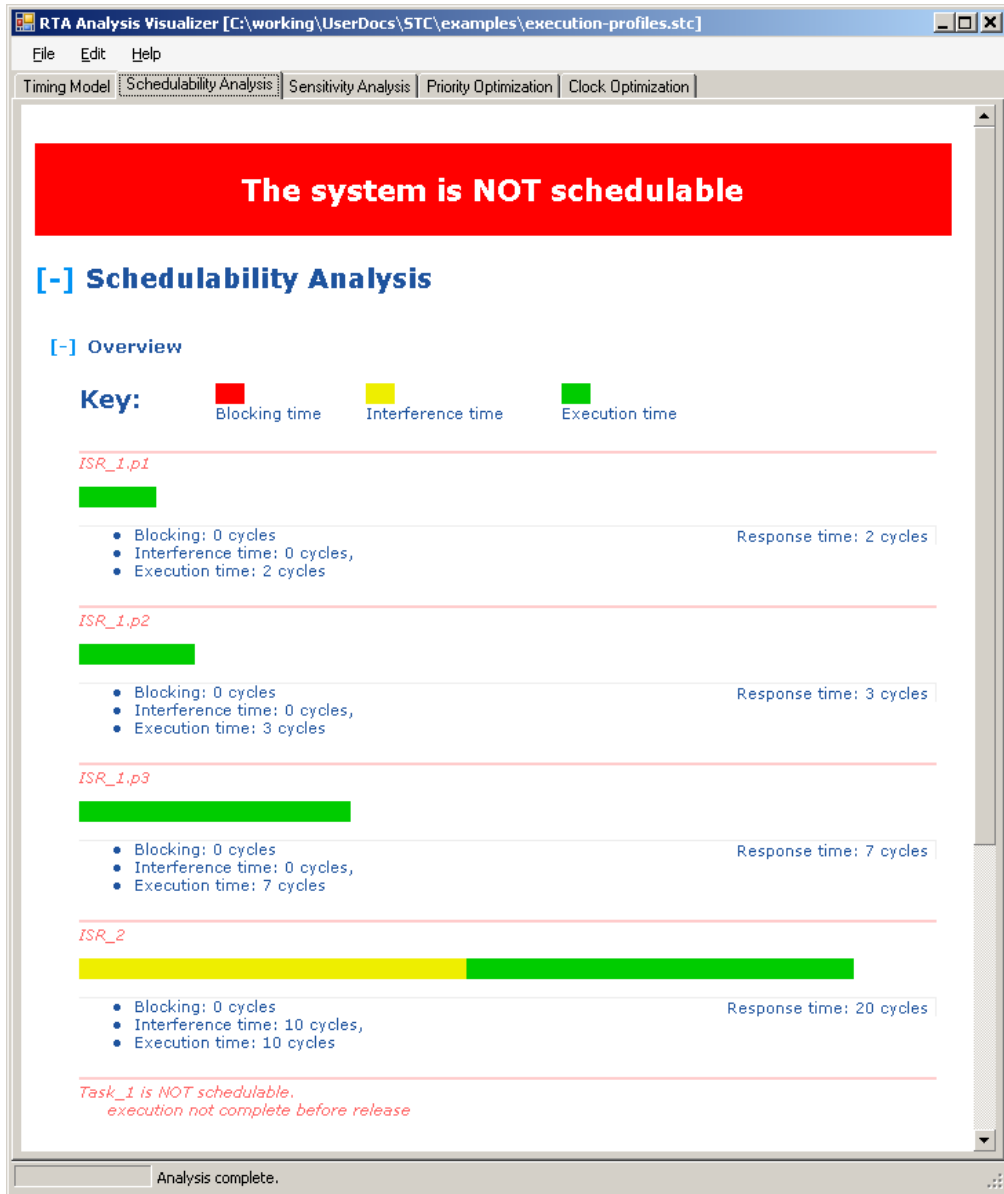 RTA Analysis Visualizer [C:\working\UserDocs\STC\examples\execution-profiles.stc]
File Edit Help
Timing Model Schedulability Analysis Sensitivity Analysis Priority Optimization Clock Optimization
The system is NOT schedulable
[-] Schedulability Analysis
[-] Overview
Key:
Blocking time Interference time Execution time
ISR_1.p1
• Blocking: 0 cycles Response time: 2 cycles
• Interference time: 0 cycles,
• Execution time: 2 cycles
ISR_1.p2
• Blocking: 0 cycles Response time: 3 cycles
• Interference time: 0 cycles,
• Execution time: 3 cycles
ISR_1.p3
• Blocking: 0 cycles Response time: 7 cycles
• Interference time: 0 cycles,
• Execution time: 7 cycles
ISR_2
• Blocking: 0 cycles Response time: 20 cycles
• Interference time: 10 cycles,
• Execution time: 10 cycles
Task_1 is NOT schedulable.
execution not complete before release
Analysis complete.